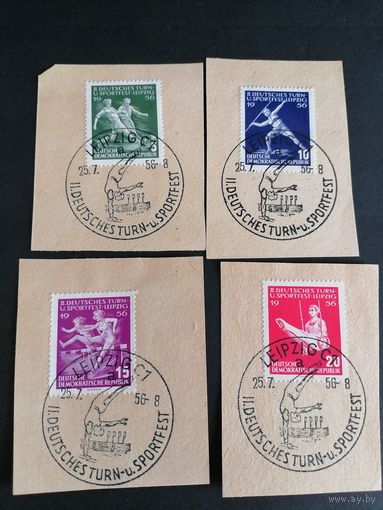 II. DEUTSCHES TURN-
U. SPORTFEST-LEIPZIG
19 56
5
DEUTSCHE
DEMOKRATISCHE REPUBLIK
LEIPZIG C1
a
25.7. 56-8
II. DEUTSCHES TURN- u. SPORTFEST
II. DEUTSCHES TURN-
U. SPORTFEST-LEIPZIG
19 56
10
DEUTSCHE
DEMOKRATISCHE REPUBLIK
LEIPZIG C1
a
25.7. 56-8
II. DEUTSCHES TURN- u. SPORTFEST
II. DEUTSCHES TURN-
U. SPORTFEST-LEIPZIG
19 56
15
DEUTSCHE
DEMOKRATISCHE REPUBLIK
LEIPZIG C1
a
25.7. 56-8
II. DEUTSCHES TURN- u. SPORTFEST
II. DEUTSCHES TURN-
U. SPORTFEST-LEIPZIG
19 56
20
DEUTSCHE
DEMOKRATISCHE REPUBLIK
LEIPZIG C1
a
25.7. 56-8
II. DEUTSCHES TURN- u. SPORTFEST
ay.by